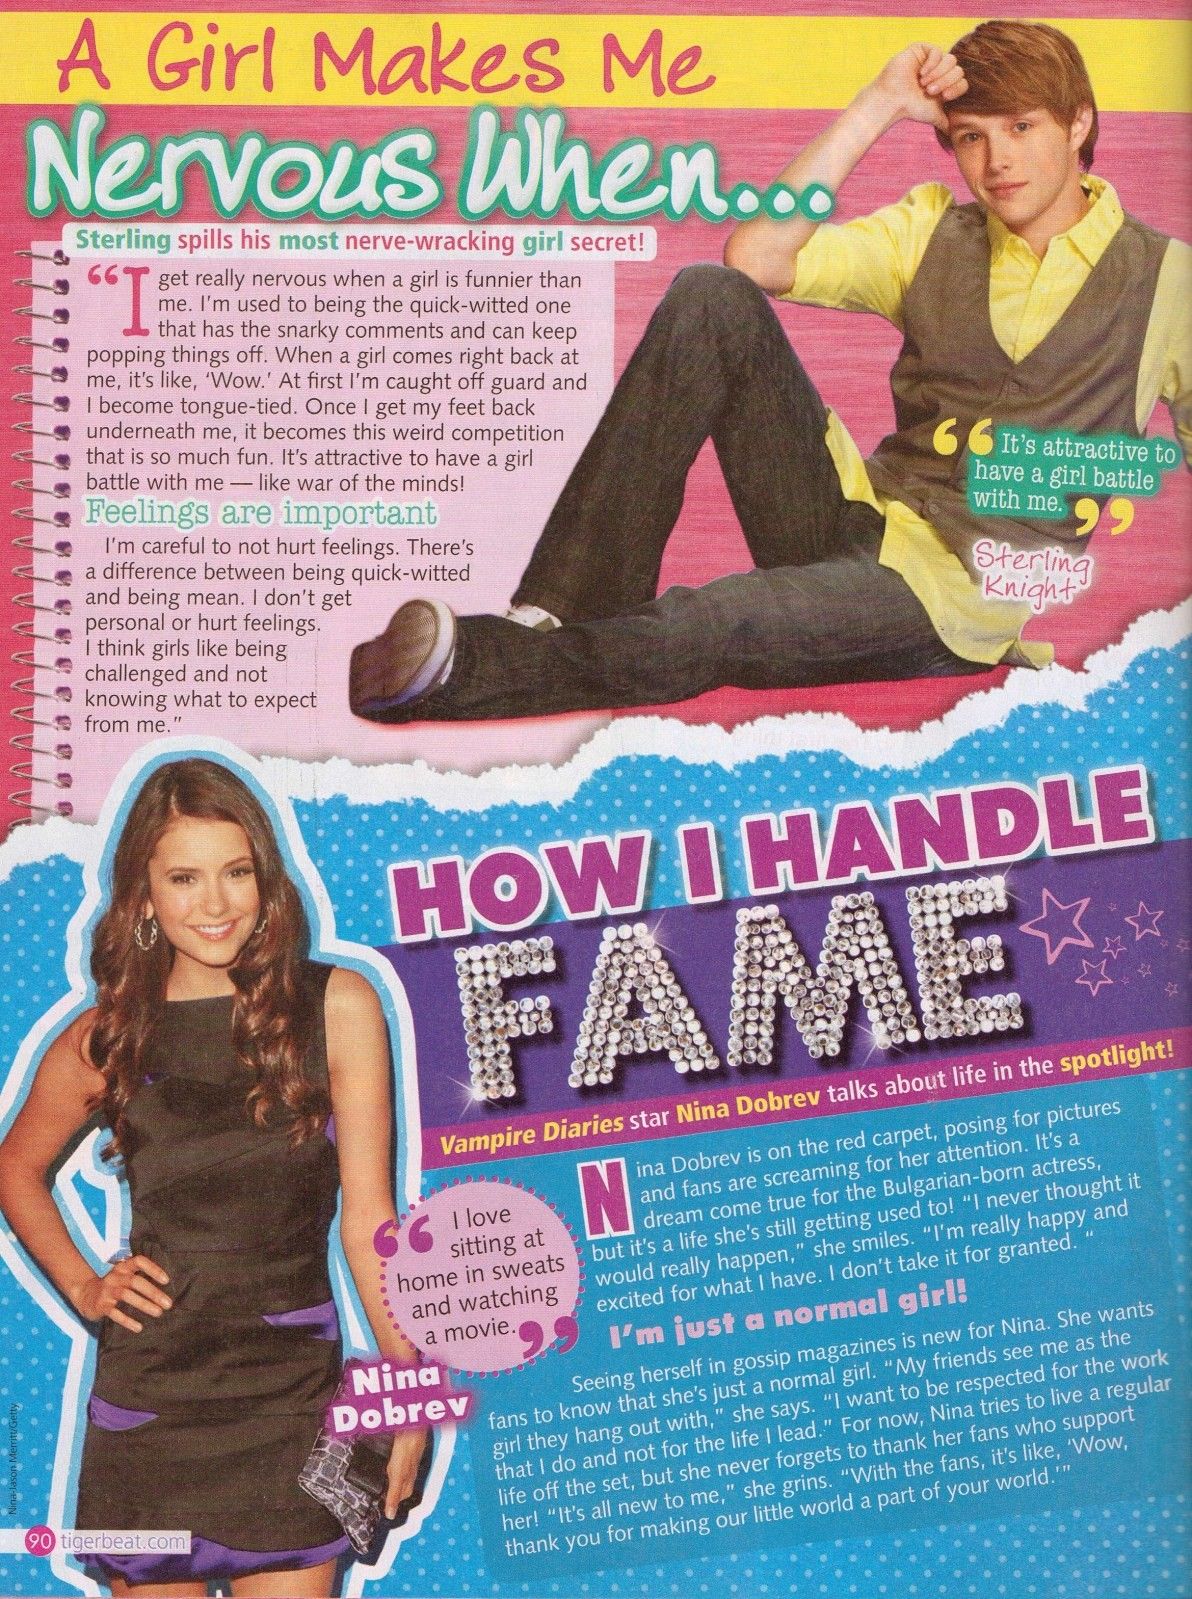 A Girl Makes Me
Nervous When...
Sterling spills his most nerve-wracking girl secret!
“I get really nervous when a girl is funnier than
me. I'm used to being the quick-witted one
that has the snarky comments and can keep
popping things off. When a girl comes right back at
me, it's like, ‘Wow.’ At first I'm caught off guard and
I become tongue-tied. Once I get my feet back
underneath me, it becomes this weird competition
that is so much fun. It's attractive to have a girl
battle with me — like war of the minds!
Feelings are important
I'm careful to not hurt feelings. There's
a difference between being quick-witted
and being mean. I don't get
personal or hurt feelings.
I think girls like being
challenged and not
knowing what to expect
from me.”
“It's attractive to
have a girl battle
with me.”
Sterling
Knight
HOW I HANDLE
FAME
Vampire Diaries star Nina Dobrev talks about life in the spotlight!
Nina Dobrev is on the red carpet, posing for pictures
and fans are screaming for her attention. It's a
dream come true for the Bulgarian-born actress,
but it's a life she's still getting used to! “I never thought it
would really happen,” she smiles. “I'm really happy and
excited for what I have. I don't take it for granted. “
I'm just a normal girl!
Seeing herself in gossip magazines is new for Nina. She wants
fans to know that she's just a normal girl. “My friends see me as the
girl they hang out with,” she says. “I want to be respected for the work
that I do and not for the life I lead.” For now, Nina tries to live a regular
life off the set, but she never forgets to thank her fans who support
her! “It's all new to me,” she grins. “With the fans, it's like, ‘Wow,
thank you for making our little world a part of your world.’”
“I love
sitting at
home in sweats
and watching
a movie.”
Nina
Dobrev
Nina-Jason Merritt/Getty
90 tigerbeat.com